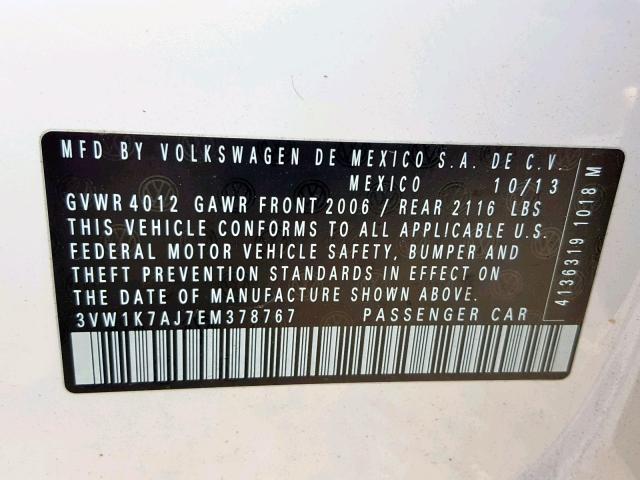 MFD BY VOLKSWAGEN DE MEXICO S.A. DE C.V.
MEXICO 10/13
GVWR 4012 GAWR FRONT 2006 / REAR 2116 LBS
THIS VEHICLE CONFORMS TO ALL APPLICABLE U.S.
FEDERAL MOTOR VEHICLE SAFETY, BUMPER AND
THEFT PREVENTION STANDARDS IN EFFECT ON
THE DATE OF MANUFACTURE SHOWN ABOVE.
3VW1K7AJ7EM378767 PASSENGER CAR
4136319 1018 M